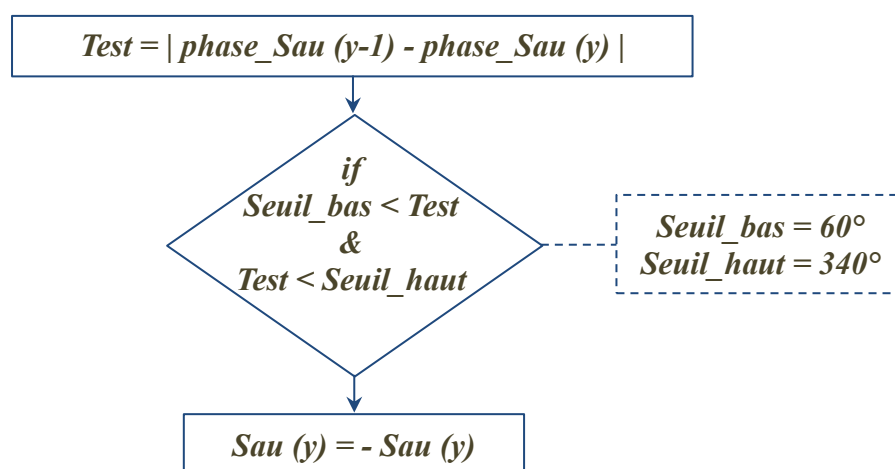 Test = | phase_Sau (y-1) - phase_Sau (y) |
if
Seuil_bas < Test
&
Test < Seuil_haut
Seuil_bas = 60°
Seuil_haut = 340°
Sau (y) = - Sau (y)